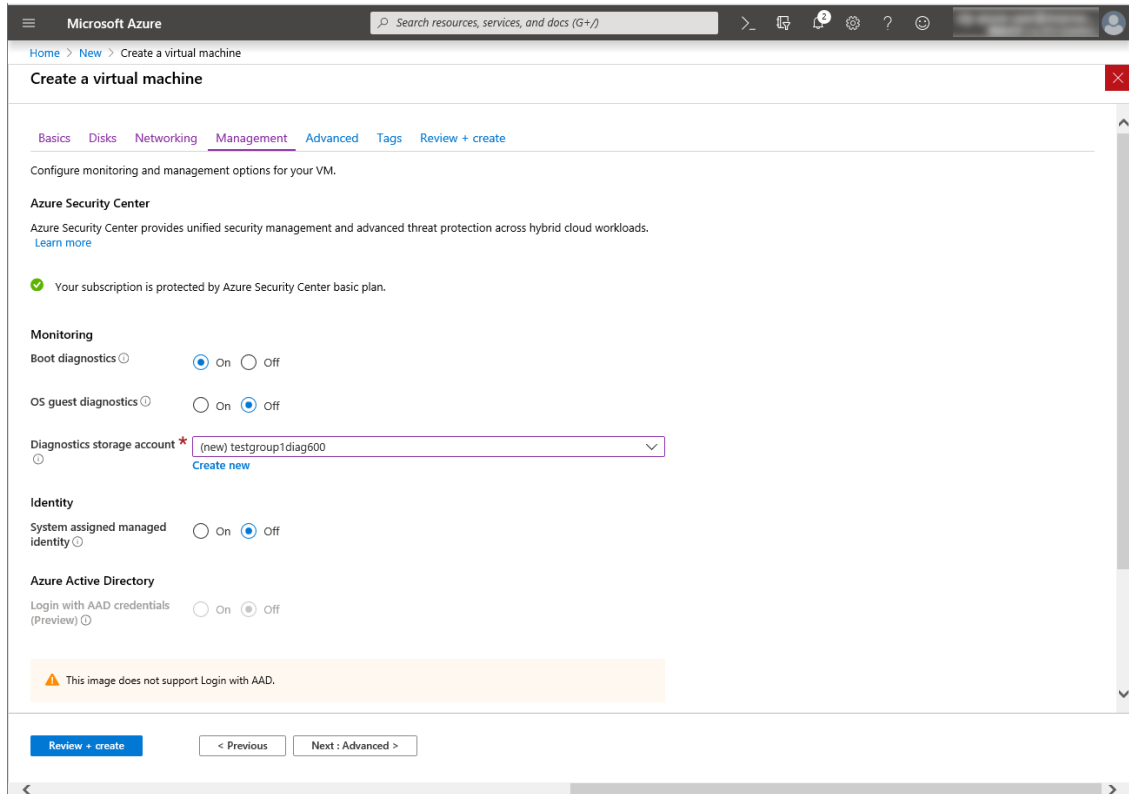 Microsoft Azure
Search resources, services, and docs (G+/)
2
Home > New > Create a virtual machine
Create a virtual machine
Basics Disks Networking Management Advanced Tags Review + create
Configure monitoring and management options for your VM.
Azure Security Center
Azure Security Center provides unified security management and advanced threat protection across hybrid cloud workloads.
Learn more
Your subscription is protected by Azure Security Center basic plan.
Monitoring
Boot diagnostics On Off
OS guest diagnostics On Off
Diagnostics storage account * (new) testgroup1diag600
Create new
Identity
System assigned managed
identity On Off
Azure Active Directory
Login with AAD credentials
(Preview) On Off
This image does not support Login with AAD.
Review + create < Previous Next : Advanced >